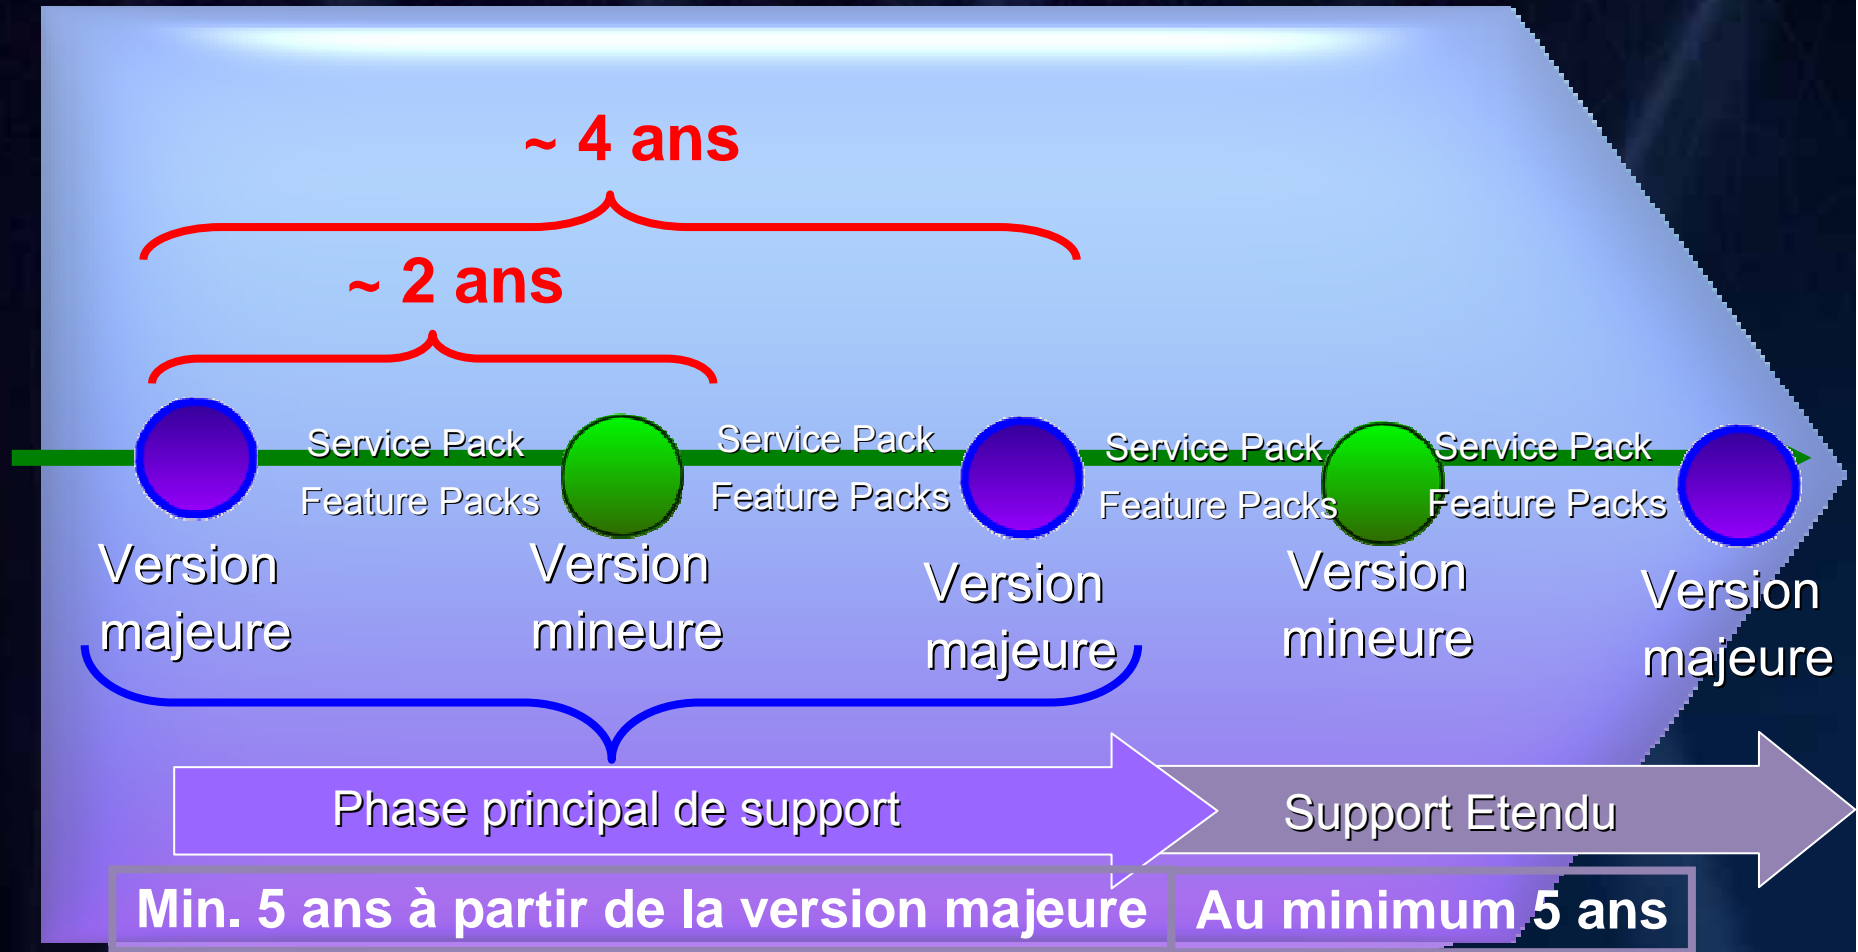 ~ 4 ans
~ 2 ans
Service Pack
Feature Packs
Service Pack
Feature Packs
Service Pack
Feature Packs
Service Pack
Feature Packs
Version
majeure
Version
mineure
Version
majeure
Version
mineure
Version
majeure
Phase principal de support
Support Etendu
Min. 5 ans à partir de la version majeure
Au minimum 5 ans